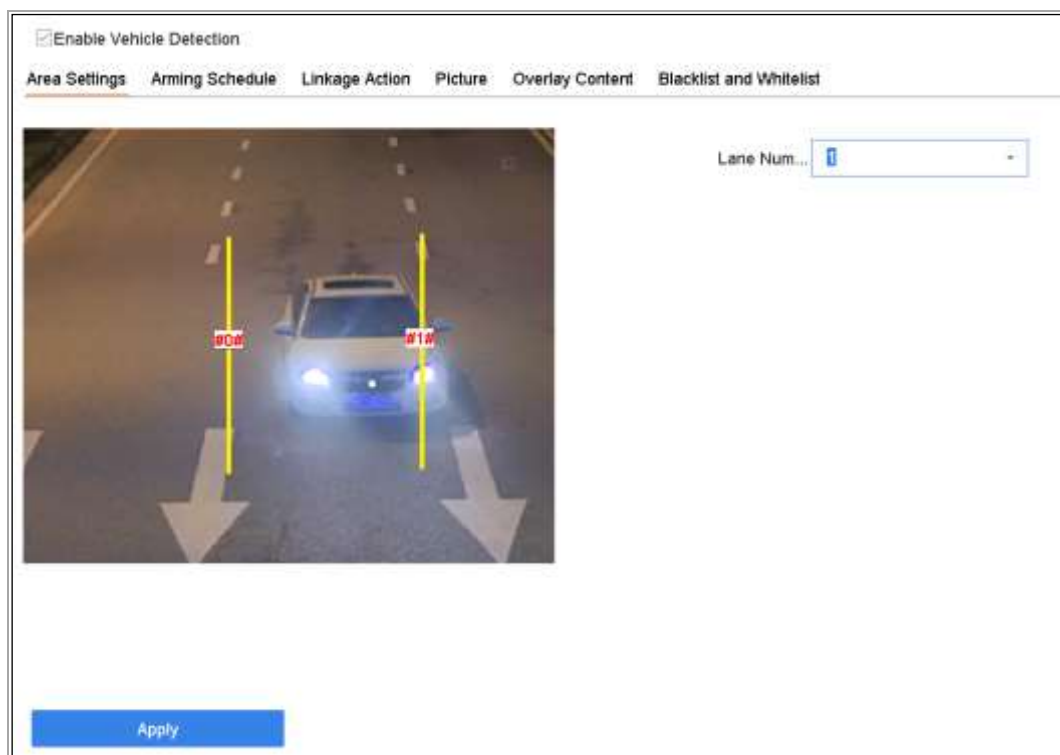 Enable Vehicle Detection
Area Settings Arming Schedule Linkage Action Picture Overlay Content Blacklist and Whitelist
Lane Num... 1
#0# #1#
Apply